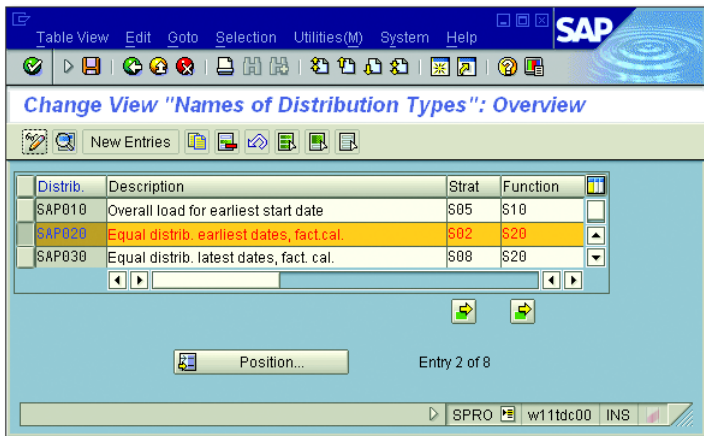 Table View Edit Goto Selection Utilities(M) System Help
SAP
Change View "Names of Distribution Types": Overview
New Entries
Distrib. Description Strat Function
SAP010 Overall load for earliest start date S05 S10
SAP020 Equal distrib. earliest dates, fact.cal. S02 S20
SAP030 Equal distrib. latest dates, fact. cal. S08 S20
Position...
Entry 2 of 8
SPRO w11tdc00 INS